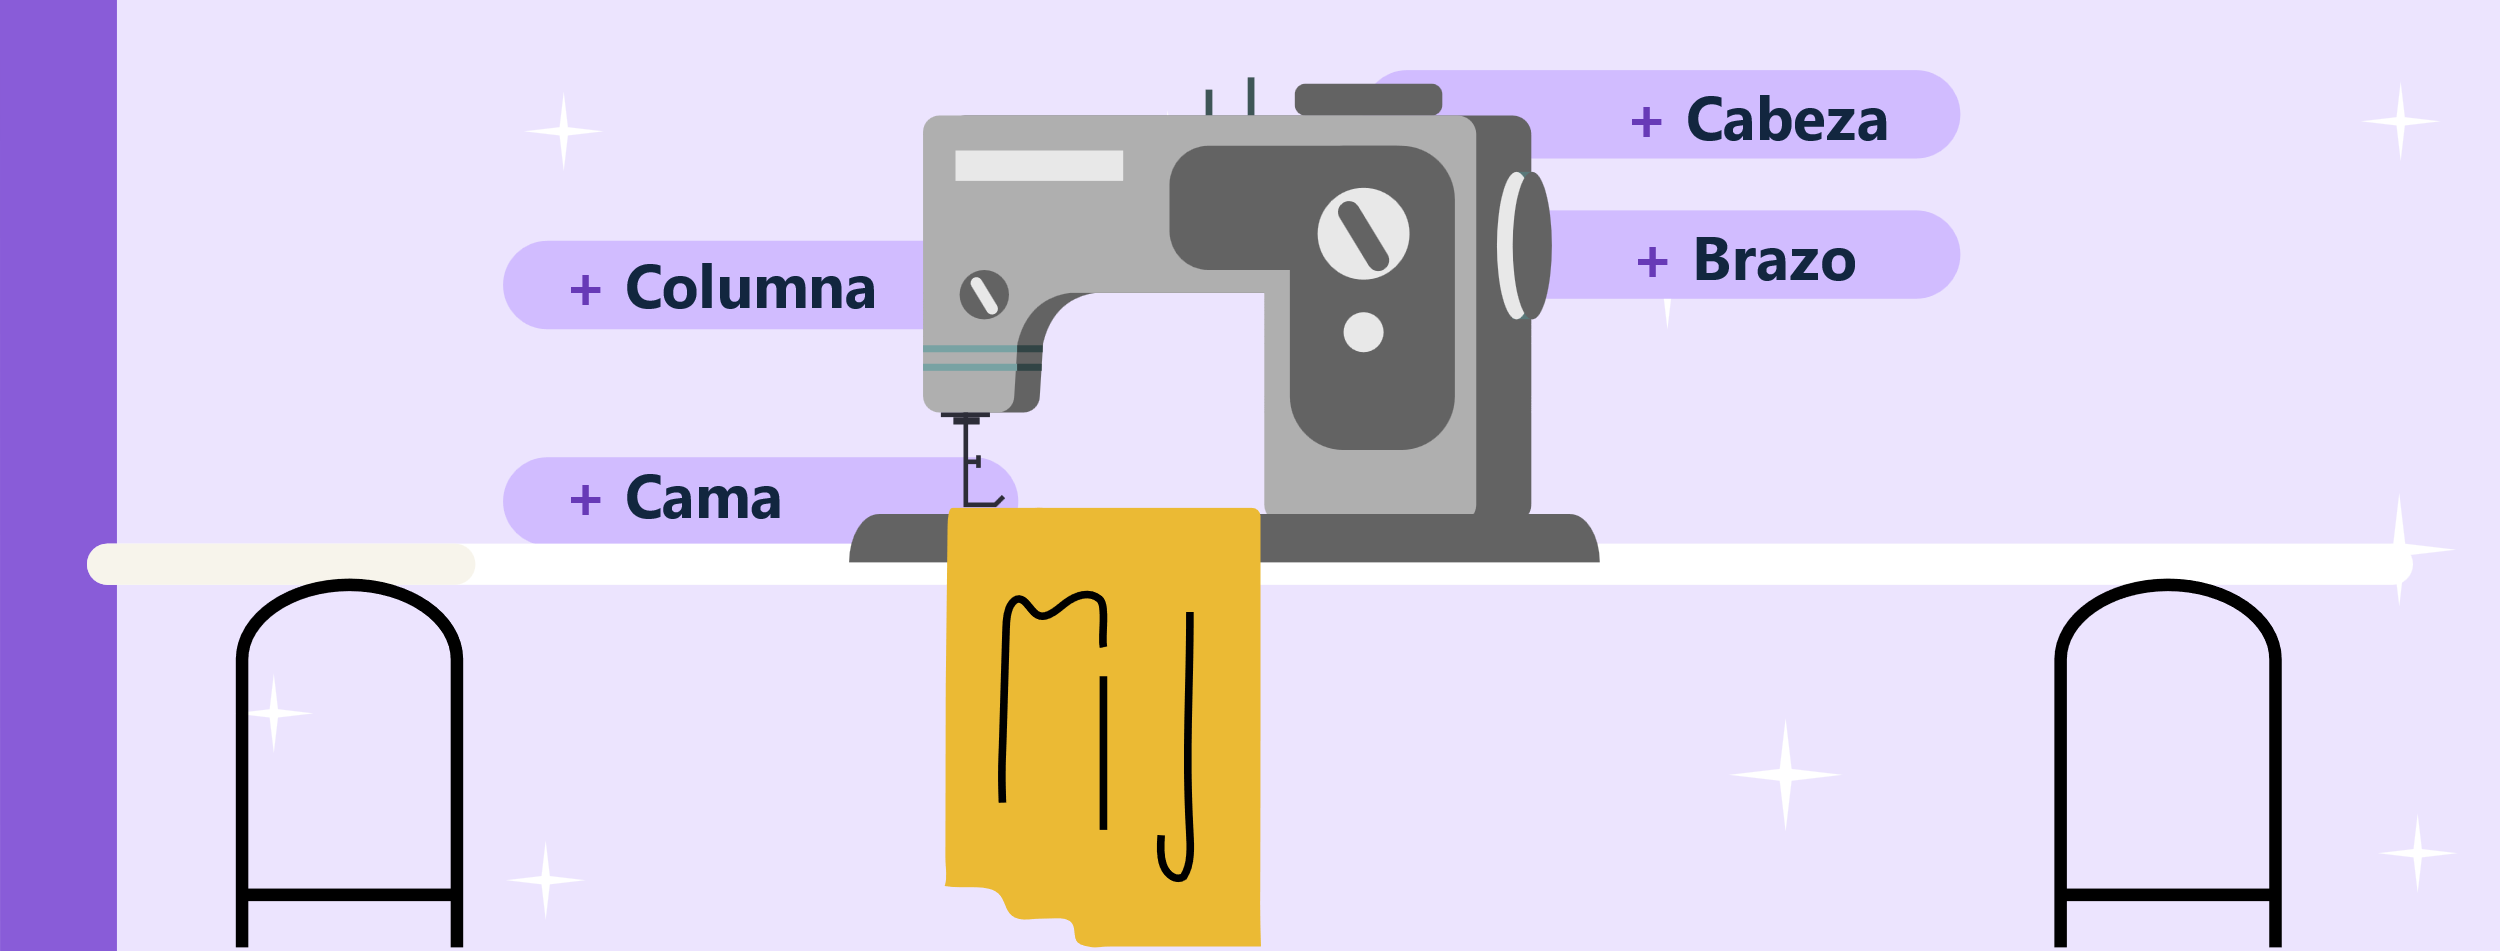 + Cabeza
+ Brazo
+ Columna
+ Cama